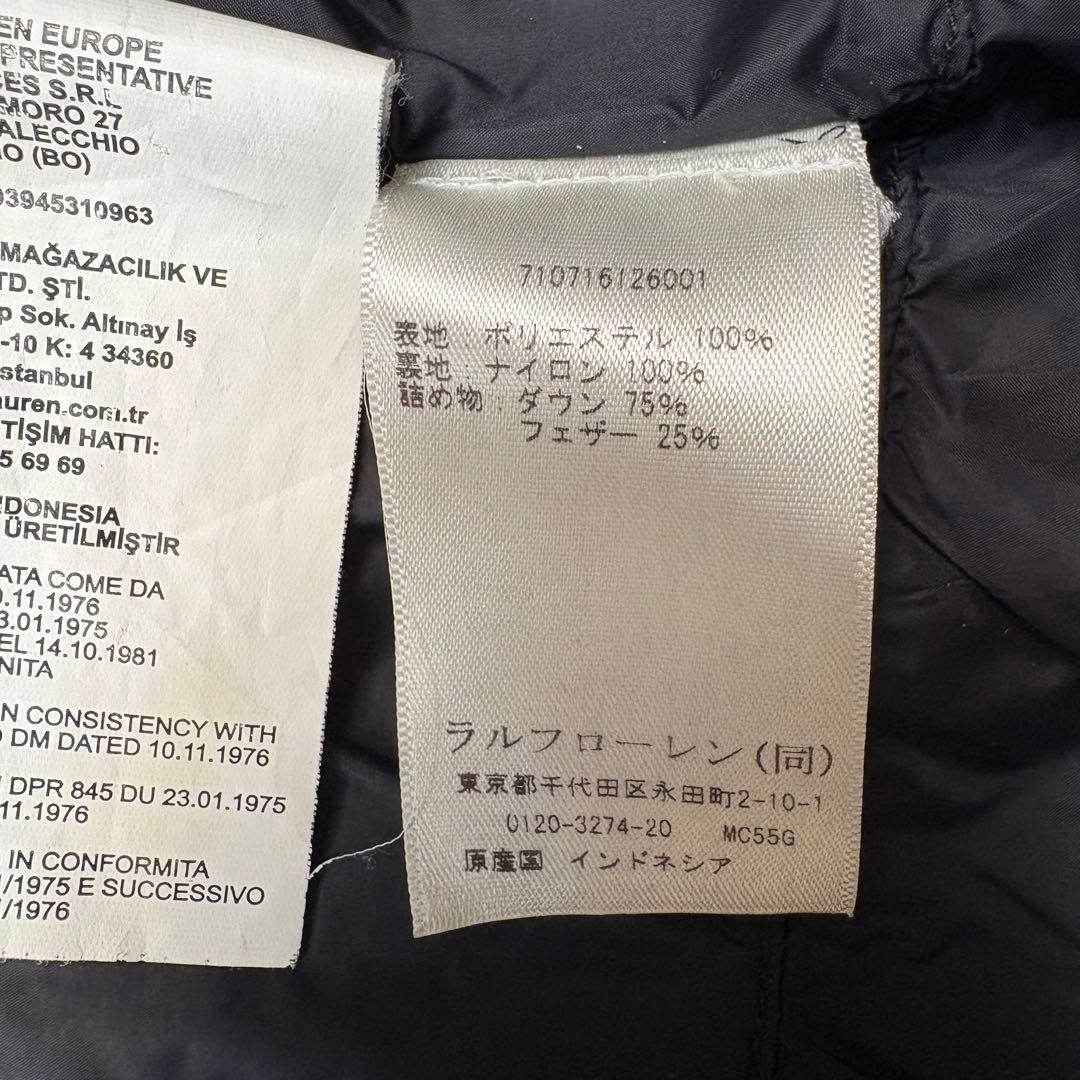 EN EUROPE
PRESENTATIVE
CES S.R.L
MORO 27
ALECCHIO
NO (BO)
03945310963
MAĞAZACILIK VE
TD. ŞTİ.
p Sok. Altınay İş
-10 K: 4 34360
stanbul
auren.com.tr
TİŞİM HATTI:
5 69 69
DONESIA
ÜRETİLMİŞTİR
ATA COME DA
0.11.1976
3.01.1975
EL 14.10.1981
NITA
N CONSISTENCY WiTH
D DM DATED 10.11.1976
DPR 845 DU 23.01.1975
.11.1976
IN CONFORMITA
1/1975 E SUCCESSIVO
1/1976
710716126001
表地 : ポリエステル 100%
裏地 : ナイロン 100%
詰め物 : ダウン 75%
フェザー 25%
ラルフローレン(同)
東京都千代田区永田町2-10-1
0120-3274-20 MC55G
原産国 インドネシア